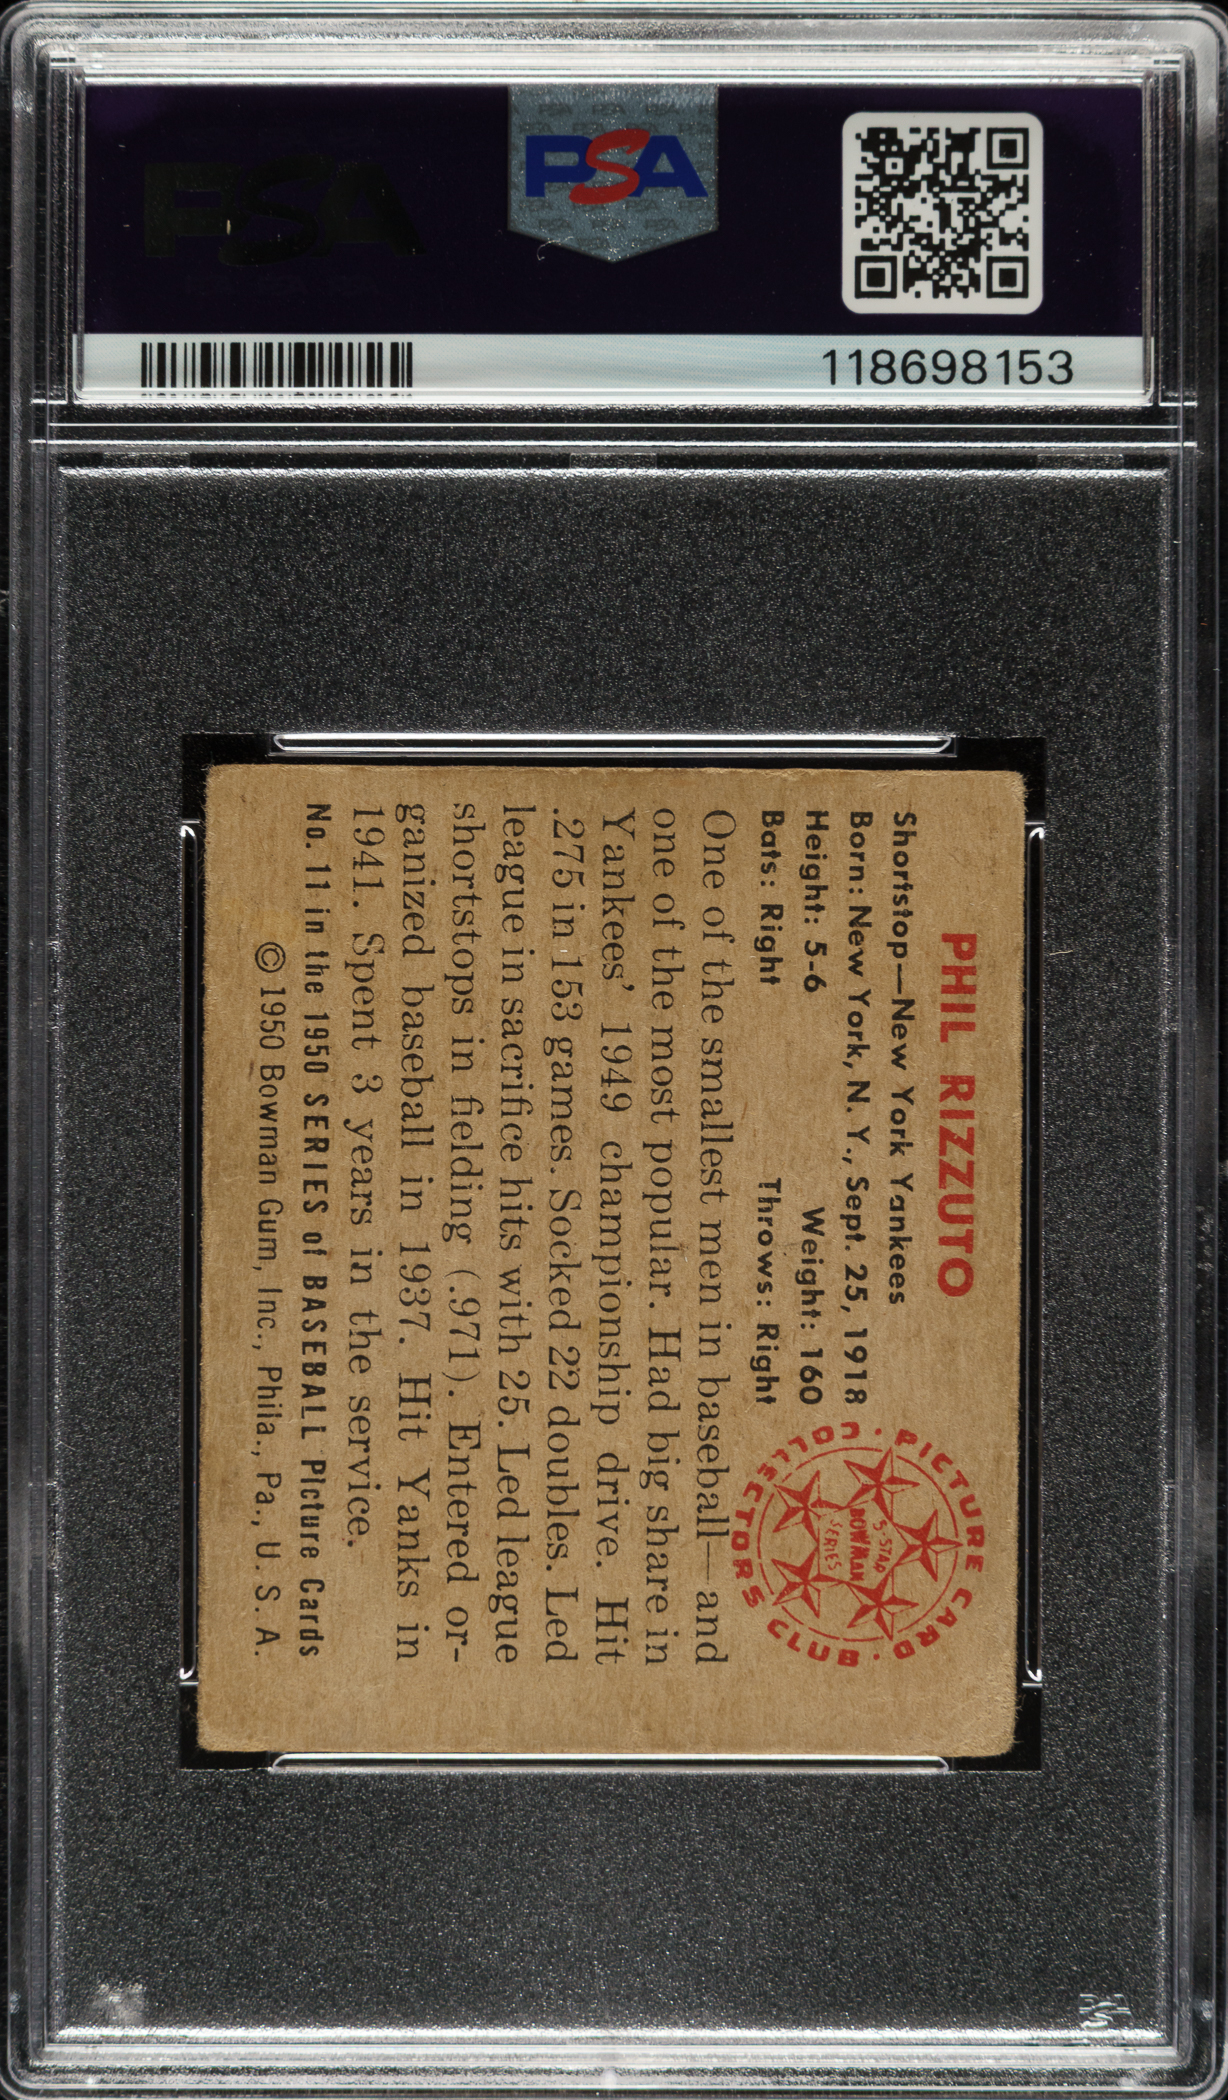 PSA
PSA
118698153
PHIL RIZZUTO
Shortstop—New York Yankees
Born: New York, N. Y., Sept. 25, 1918
Height: 5-6 Weight: 160
Bats: Right Throws: Right
One of the smallest men in baseball—and
one of the most popular. Had big share in
Yankees' 1949 championship drive. Hit
.275 in 153 games. Socked 22 doubles. Led
league in sacrifice hits with 25. Led league
shortstops in fielding (.971). Entered or-
ganized baseball in 1937. Hit Yanks in
1941. Spent 3 years in the service.
No. 11 in the 1950 SERIES of BASEBALL Picture Cards
©1950 Bowman Gum, Inc., Phila., Pa., U. S. A.
· PICTURE CARD · COLLECTORS CLUB
5-STAR
BOWMAN
SERIES